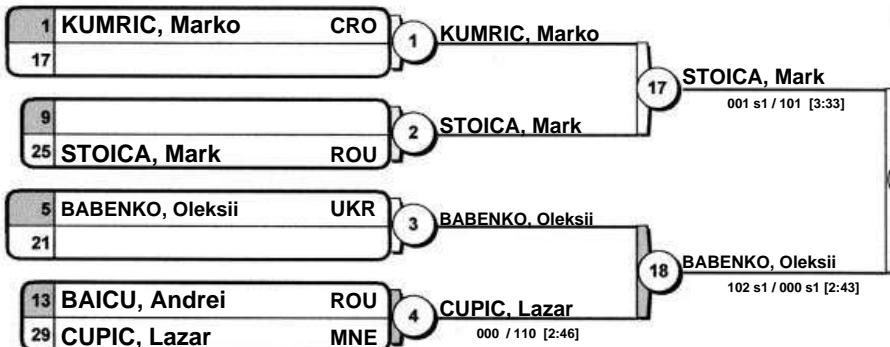 1 KUMRIC, Marko CRO
17
1 KUMRIC, Marko
17 STOICA, Mark
001 s1 / 101 [3:33]
9
25 STOICA, Mark ROU
2 STOICA, Mark
5 BABENKO, Oleksii UKR
21
3 BABENKO, Oleksii
18 BABENKO, Oleksii
102 s1 / 000 s1 [2:43]
13 BAICU, Andrei ROU
29 CUPIC, Lazar MNE
4 CUPIC, Lazar
000 / 110 [2:46]